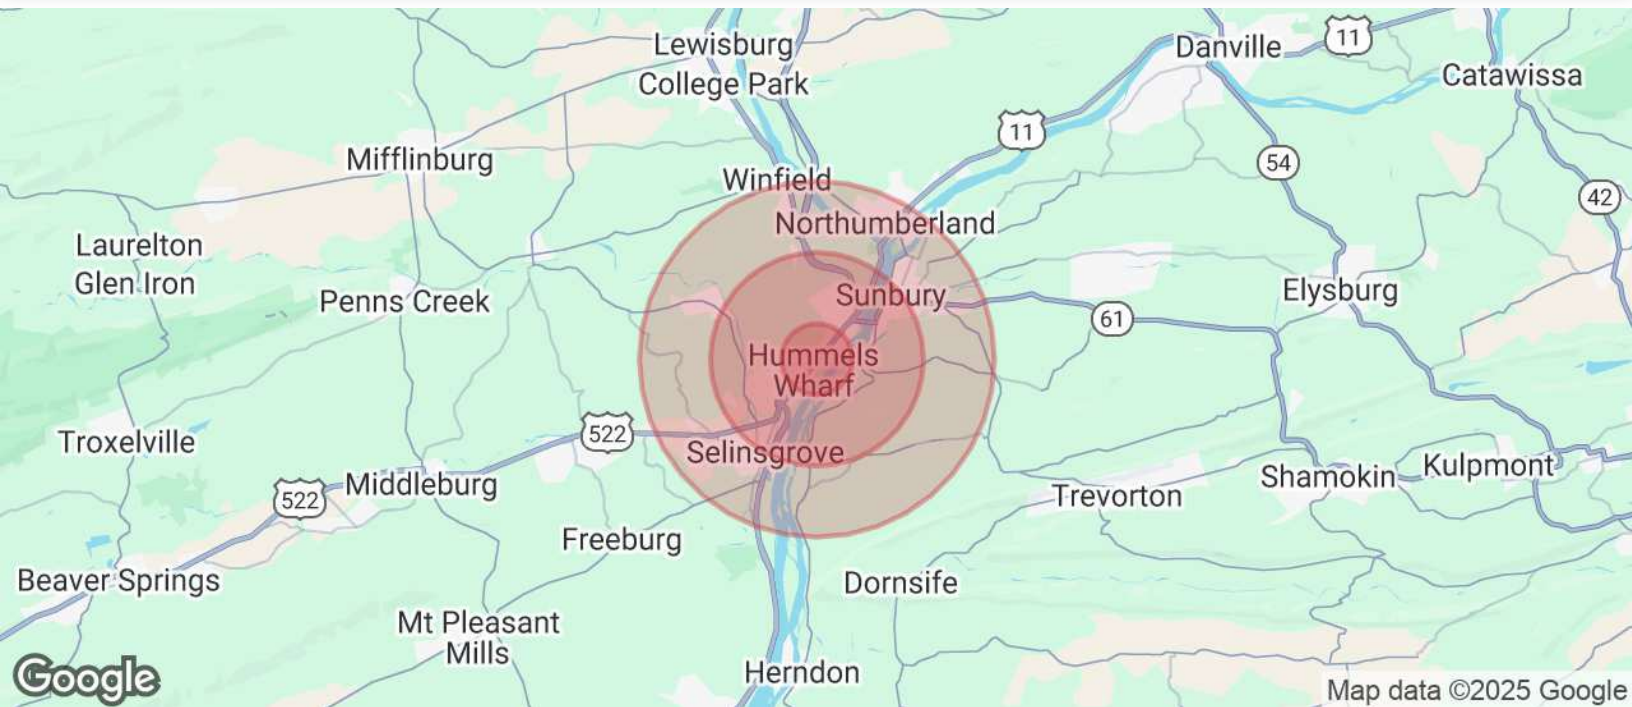 Lewisburg
College Park
Danville
11
Catawissa
11
Mifflinburg
54
Winfield
42
Northumberland
Laurelton
Glen Iron
Penns Creek
Sunbury
Elysburg
61
Hummels
Wharf
Troxelville
522
Selinsgrove
Middleburg
522
Trevorton
Shamokin
Kulpmont
Freeburg
Beaver Springs
Dornsife
Mt Pleasant
Mills
Herndon
Google
Map data ©2025 Google